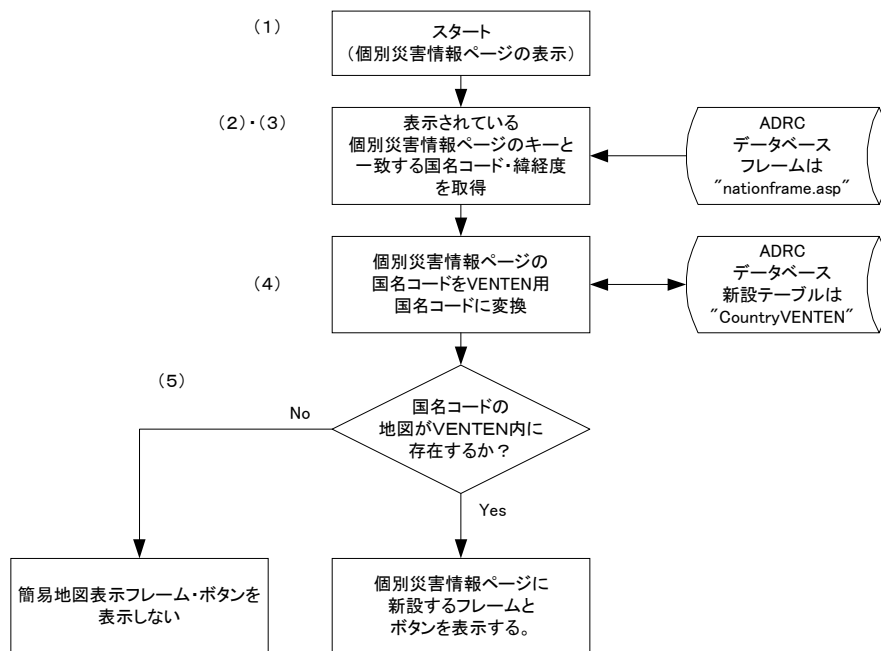 (1)
スタート
(個別災害情報ページの表示)
(2)・(3)
表示されている
個別災害情報ページのキーと
一致する国名コード・緯経度
を取得
ADRC
データベース
フレームは
"nationframe.asp"
(4)
個別災害情報ページの
国名コードをVENTEN用
国名コードに変換
ADRC
データベース
新設テーブルは
"CountryVENTEN"
(5)
国名コードの
地図がVENTEN内に
存在するか?
No
Yes
簡易地図表示フレーム・ボタンを
表示しない
個別災害情報ページに
新設するフレームと
ボタンを表示する。